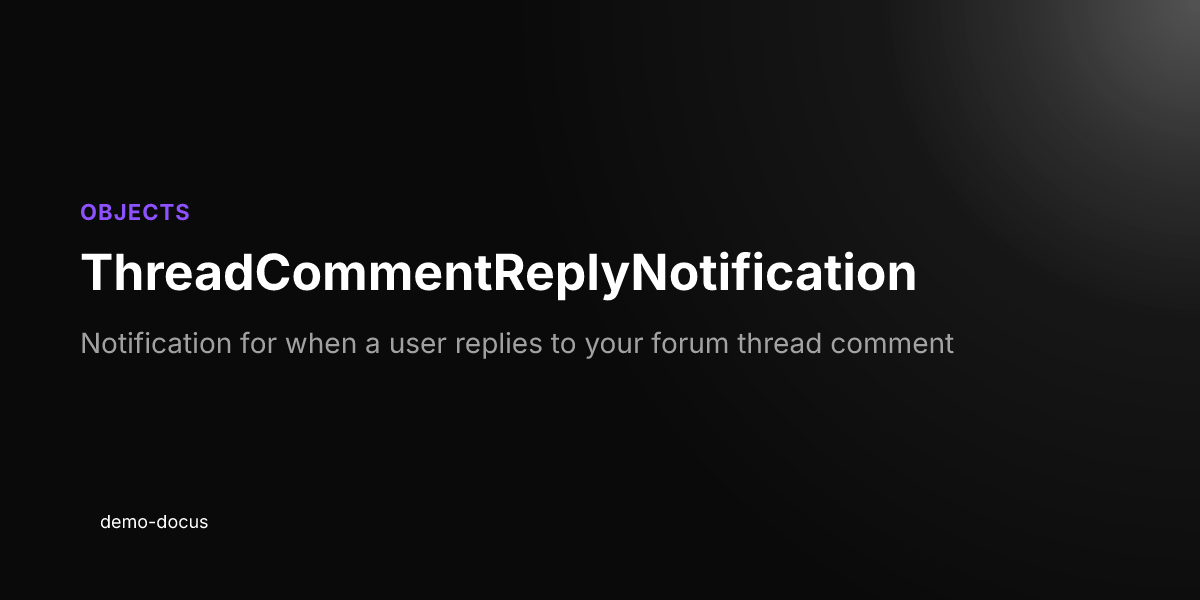 OBJECTS
ThreadCommentReplyNotification
Notification for when a user replies to your forum thread comment
demo-docus